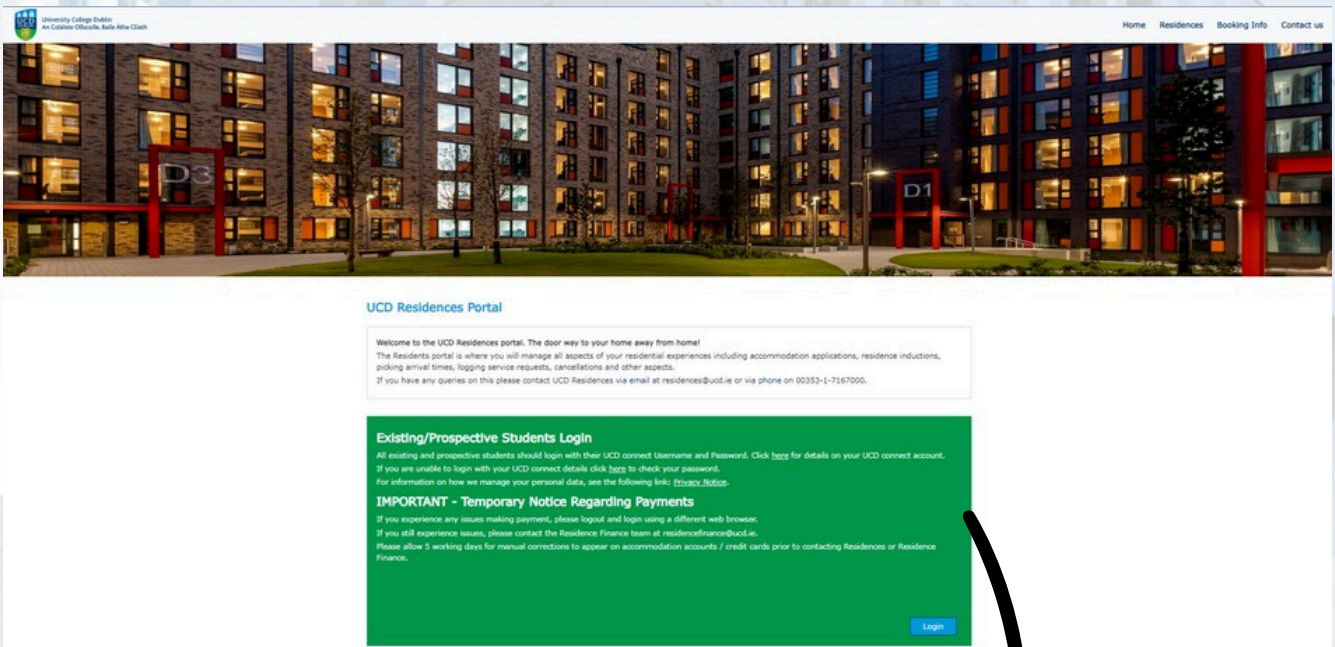 University College Dublin
An Coláiste Ollscoile, Baile Átha Cliath
Home Residences Booking Info Contact us
D3
D1
UCD
UCD Residences Portal
Welcome to the UCD Residences portal. The door way to your home away from home!
The Residents portal is where you will manage all aspects of your residential experiences including accommodation applications, residence inductions,
picking arrival times, logging service requests, cancellations and other aspects.
If you have any queries on this please contact UCD Residences via email at residences@ucd.ie or via phone on 00353-1-7167000.
Existing/Prospective Students Login
All existing and prospective students should login with their UCD connect Username and Password. Click here for details on your UCD connect account.
If you are unable to login with your UCD connect details click here to check your password.
For information on how we manage your personal data, see the following link: Privacy Notice.
IMPORTANT - Temporary Notice Regarding Payments
If you experience any issues making payment, please logout and login using a different web browser.
If you still experience issues, please contact the Residence Finance team at residencefinance@ucd.ie.
Please allow 5 working days for manual corrections to appear on accommodation accounts / credit cards prior to contacting Residences or Residence
Finance.
Login